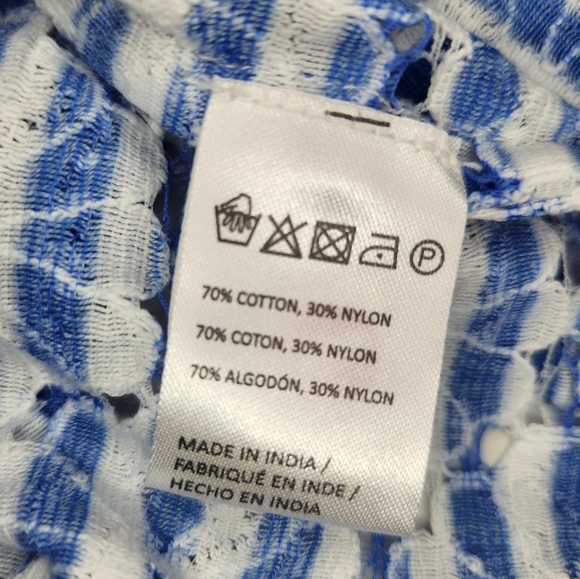 P
70% COTTON, 30% NYLON
70% COTON, 30% NYLON
70% ALGODÓN, 30% NYLON
MADE IN INDIA /
FABRIQUÉ EN INDE /
HECHO EN INDIA